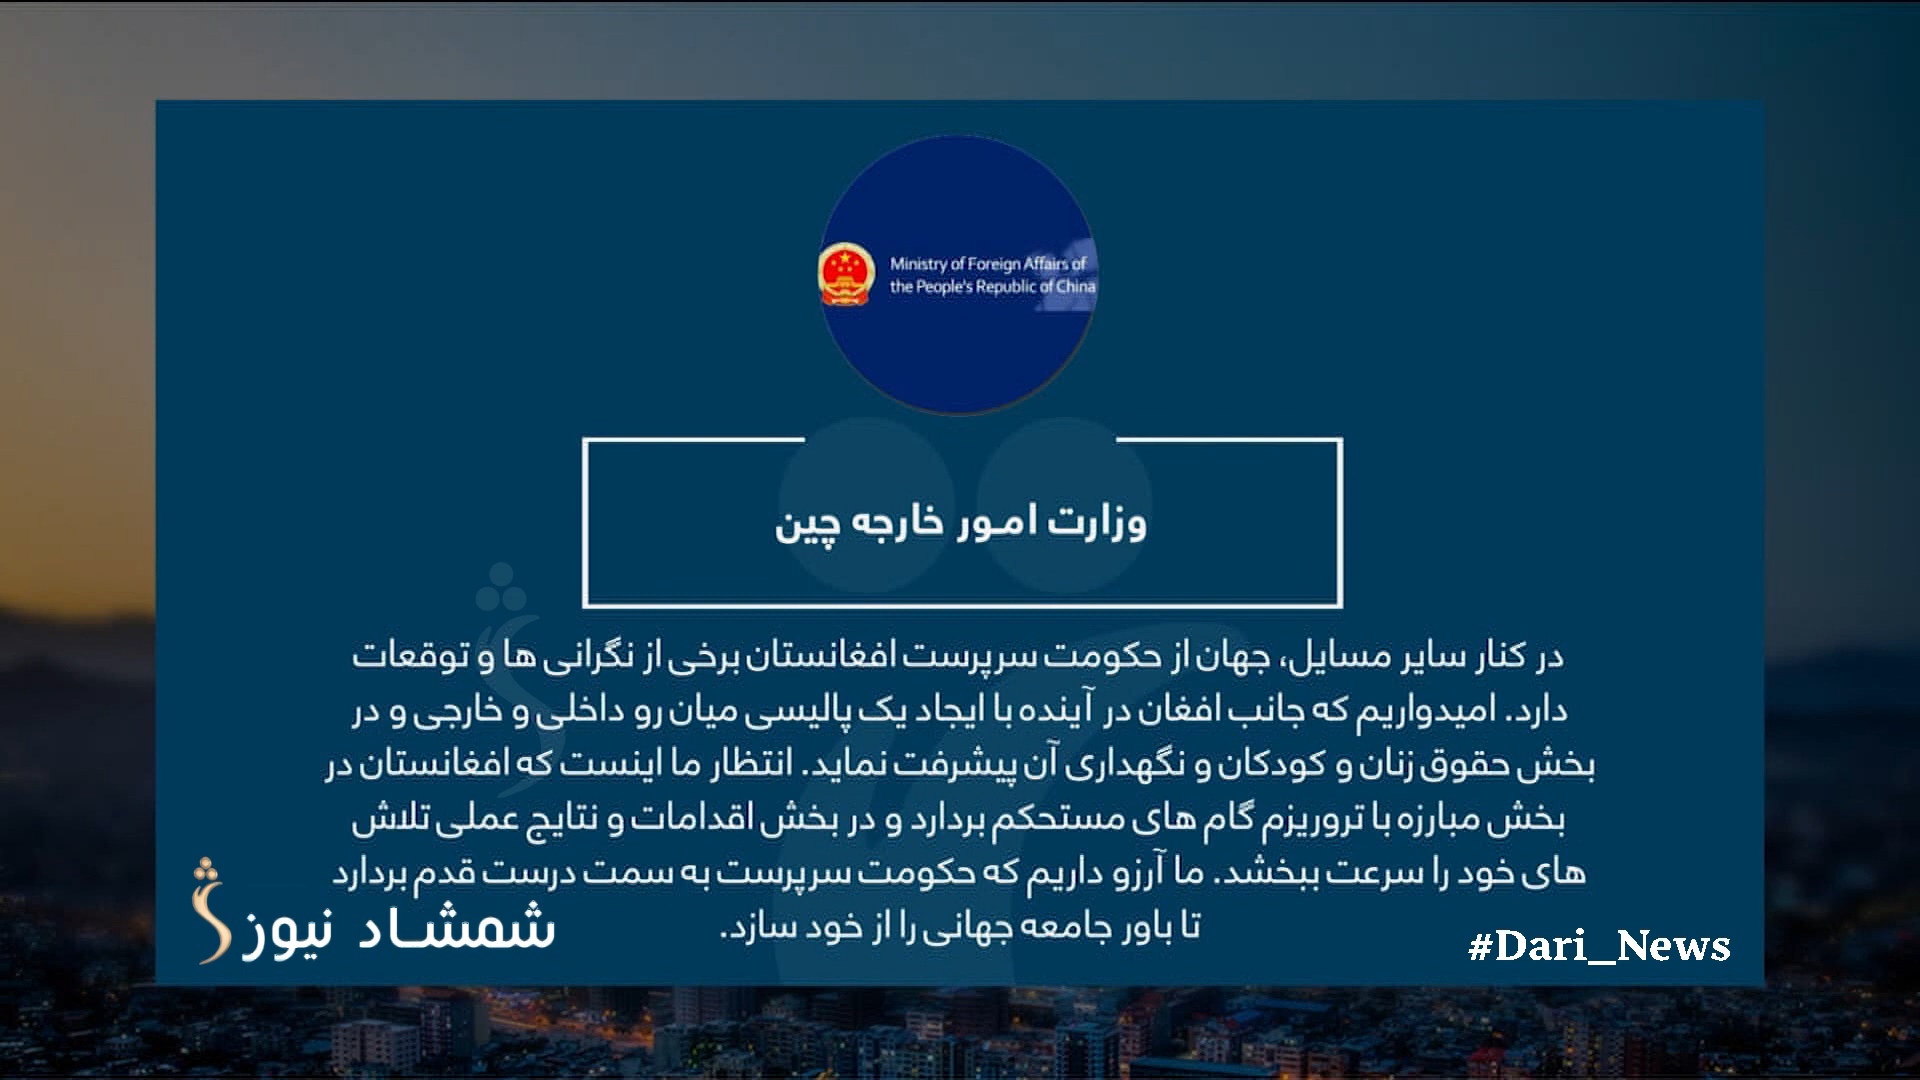 Ministry of Foreign Affairs of
the People's Republic of China
وزارت امور خارجه چین
در کنار سایر مسایل، جهان از حکومت سرپرست افغانستان برخی از نگرانی ها و توقعات
دارد. امیدواریم که جانب افغان در آینده با ایجاد یک پالیسی میان رو داخلی و خارجی و در
بخش حقوق زنان و کودکان و نگهداری آن پیشرفت نماید. انتظار ما اینست که افغانستان در
بخش مبارزه با تروریزم گام های مستحکم بردارد و در بخش اقدامات و نتایج عملی تلاش
های خود را سرعت ببخشد. ما آرزو داریم که حکومت سرپرست به سمت درست قدم بردارد
تا باور جامعه جهانی را از خود سازد.
شمشاد نیوز
#Dari_News